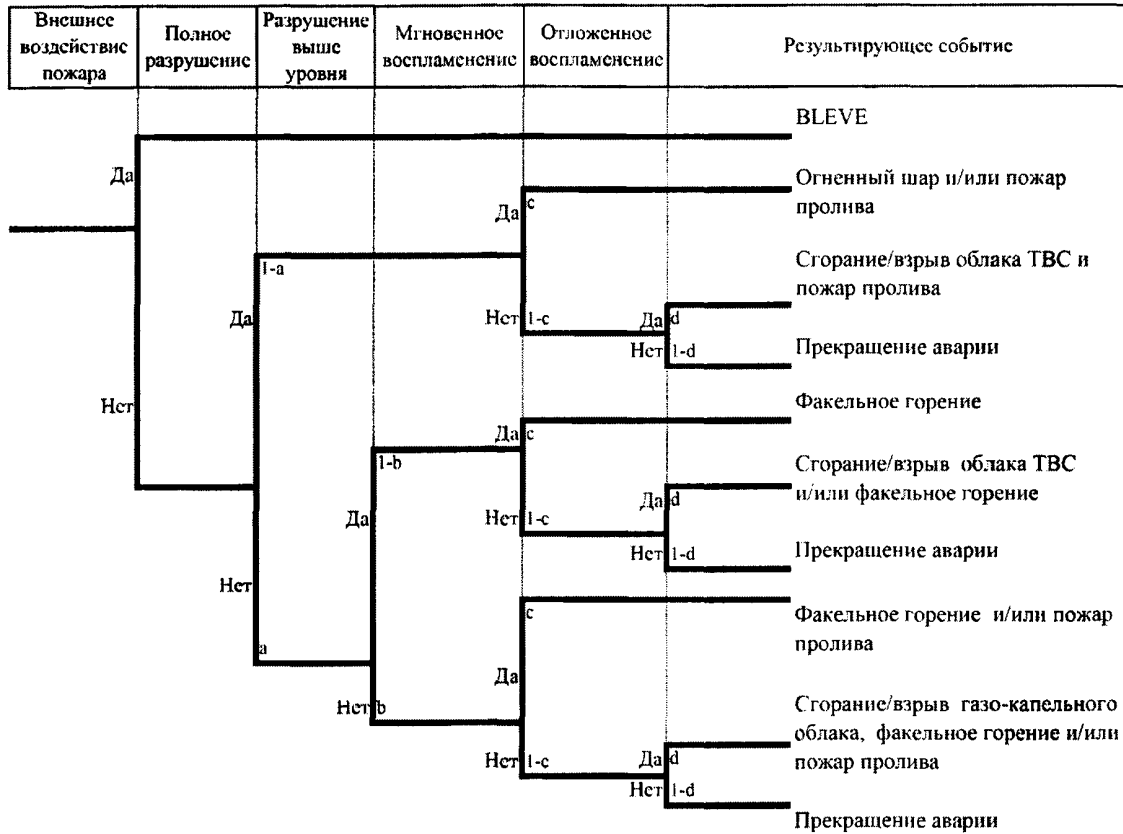 Внешнее воздействие пожара
Полное разрушение
Разрушение выше уровня
Мгновенное воспламенение
Отложенное воспламенение
Результирующее событие
BLEVE
Да
Огненный шар и/или пожар
пролива
Да
c
1-a
Сгорание/взрыв облака ТВС и
пожар пролива
Да
Нет
1-c
Да
d
Нет
1-d
Прекращение аварии
Нет
Факельное горение
Да
c
1-b
Сгорание/взрыв облака ТВС
и/или факельное горение
Да
Нет
1-c
Да
d
Нет
1-d
Прекращение аварии
Нет
a
Факельное горение и/или пожар
пролива
c
Да
Нет
b
Сгорание/взрыв газо-капельного
облака, факельное горение и/или
пожар пролива
Нет
1-c
Да
d
Нет
1-d
Прекращение аварии